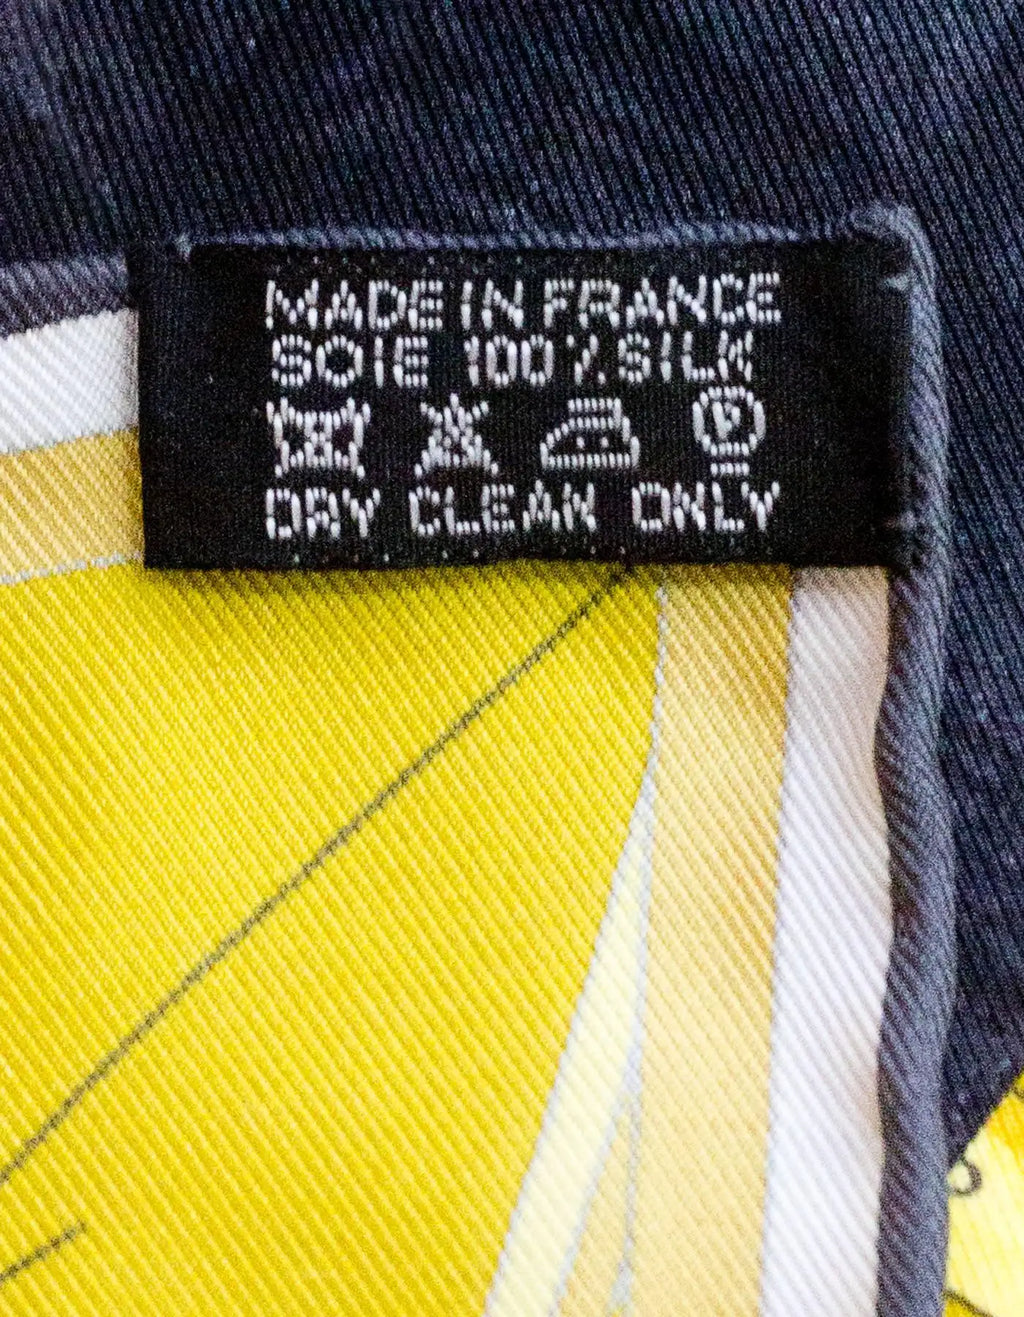 MADE IN FRANCE
SOIE 100% SILK
P
DRY CLEAN ONLY